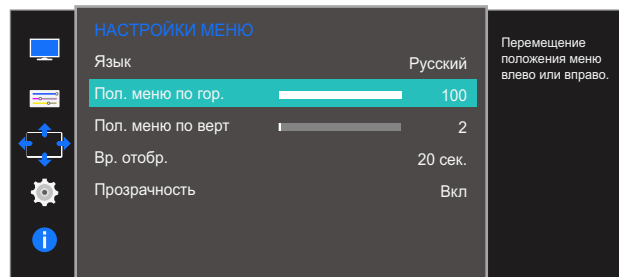 НАСТРОЙКИ МЕНЮ
Язык Русский
Пол. меню по гор. 100
Пол. меню по верт 2
Вр. отобр. 20 сек.
Прозрачность Вкл
Перемещение
положения меню
влево или вправо.